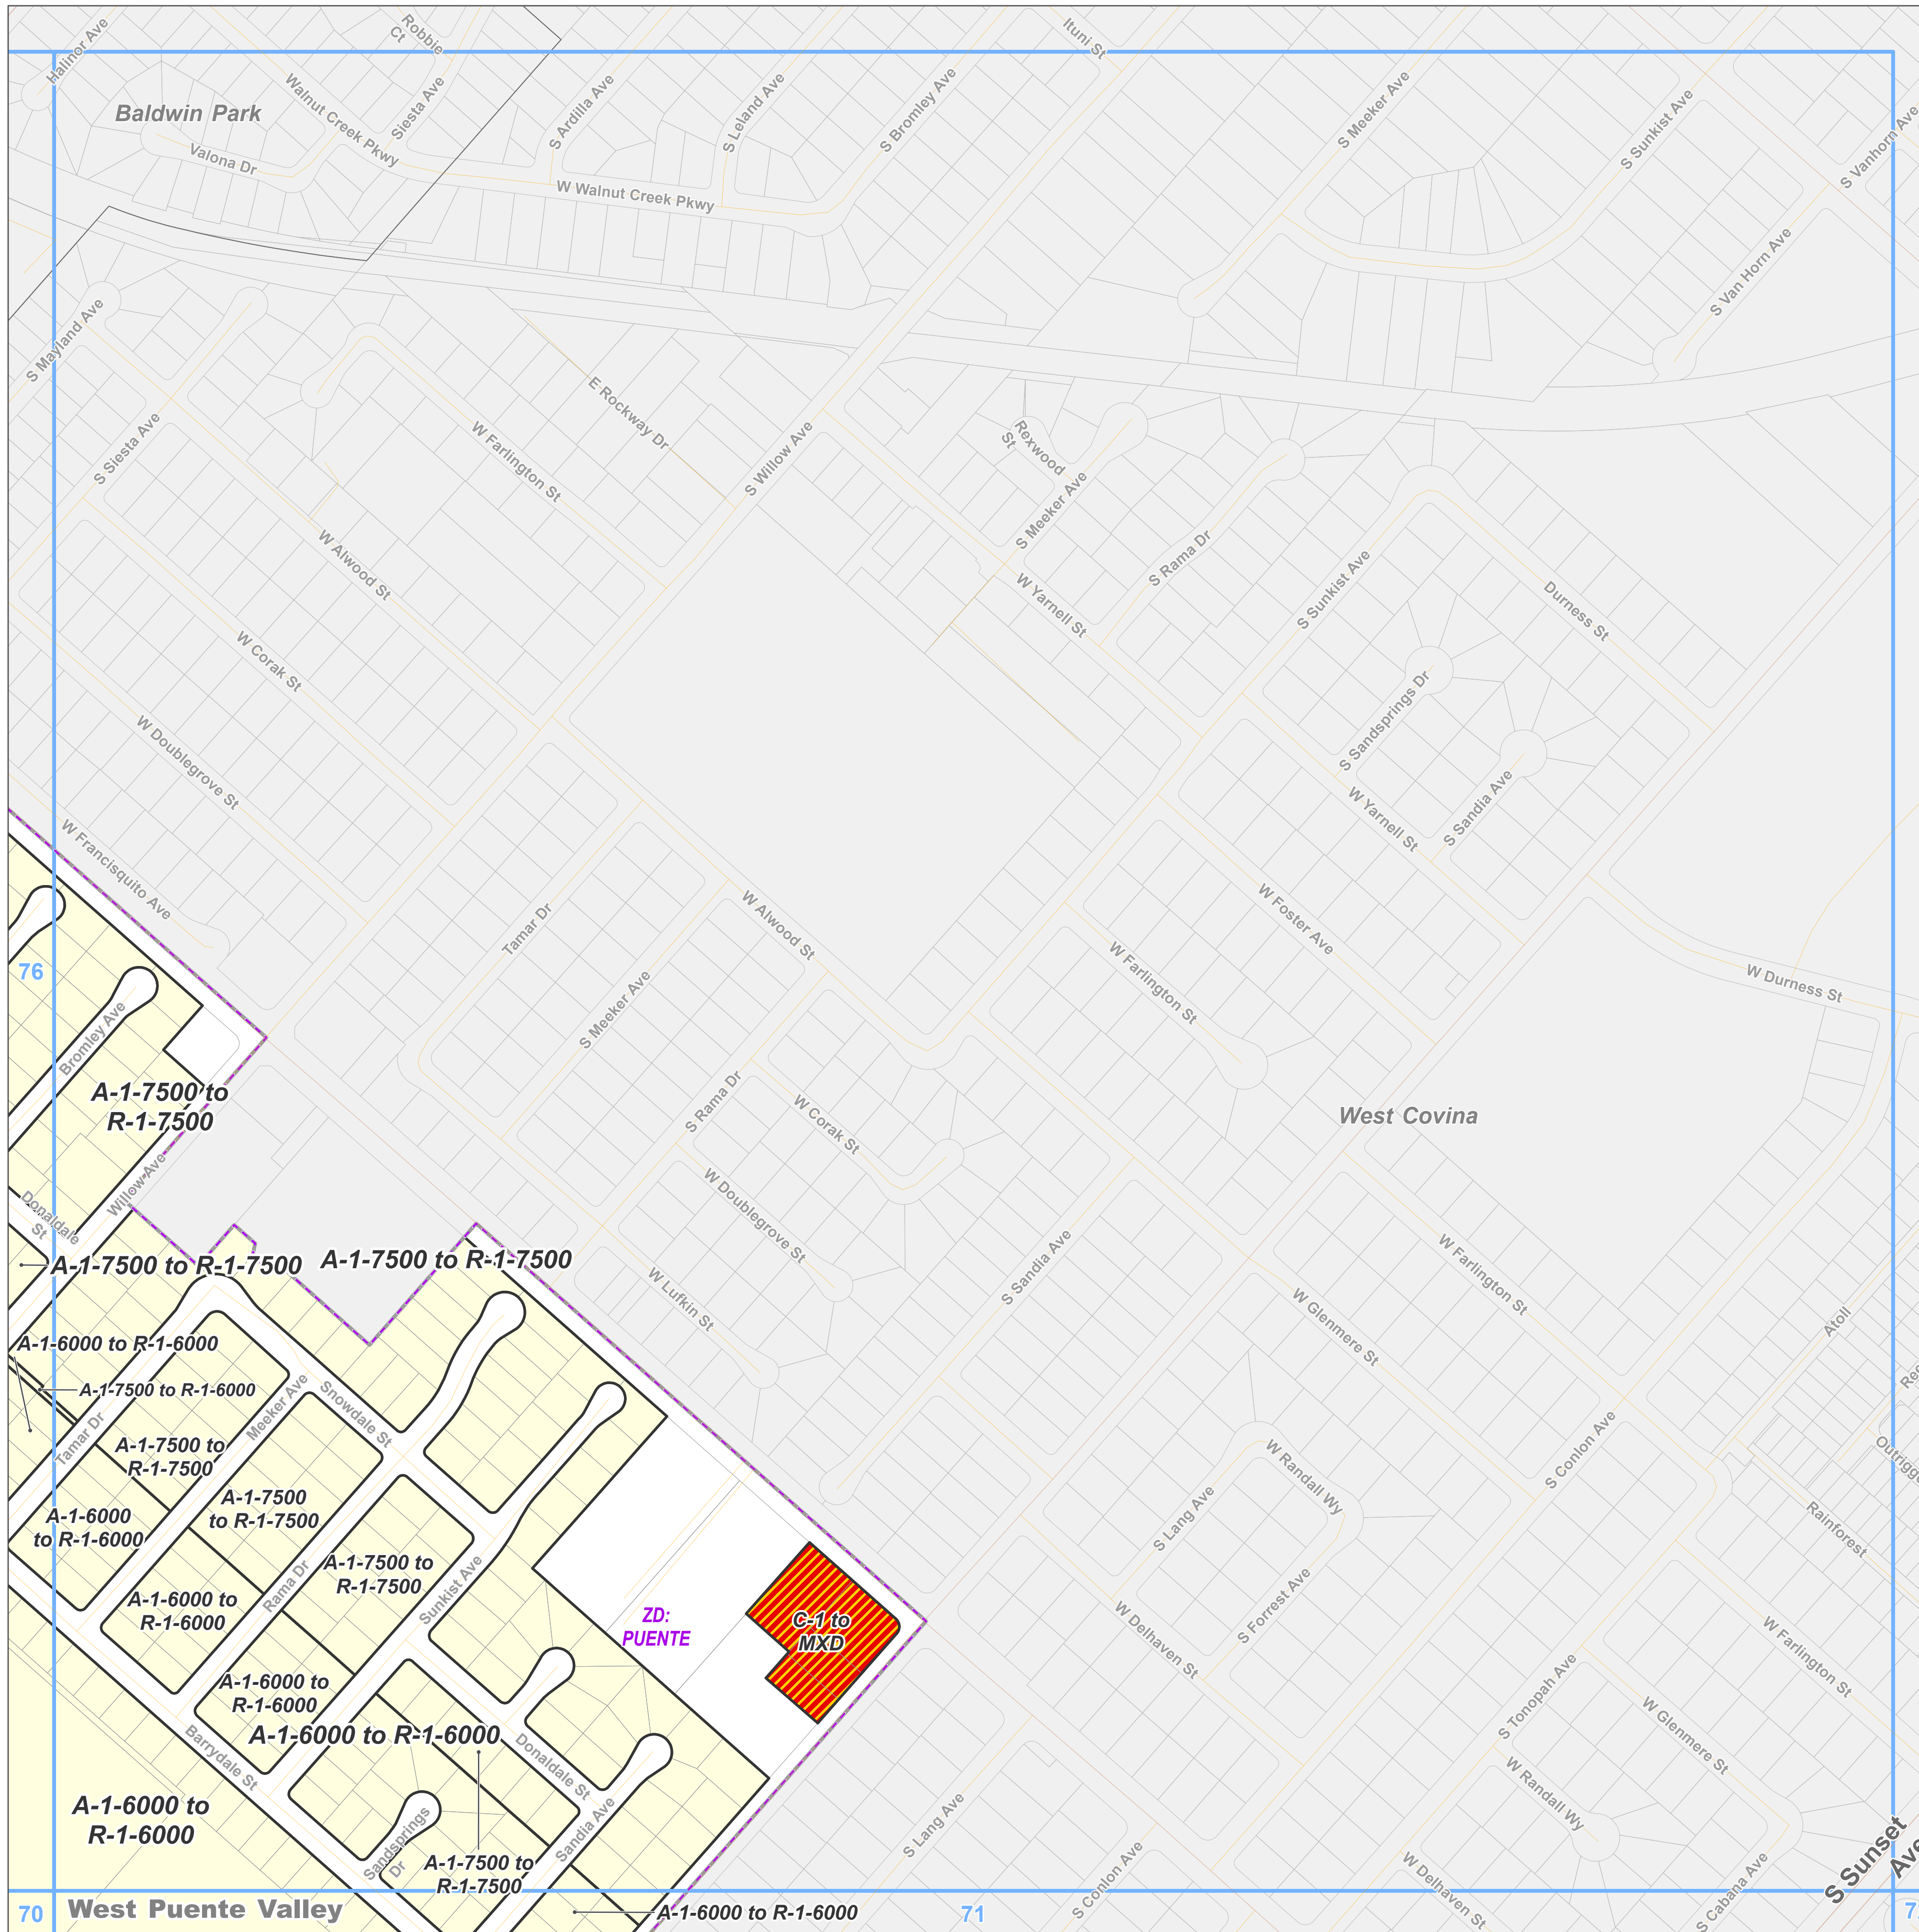 Halinor Ave
Robbie
Ct
Ituni St
Baldwin Park
Walnut Creek Pkwy
Siesta Ave
S Ardilla Ave
S Leland Ave
S Bromley Ave
S Meeker Ave
S Sunkist Ave
S Vanhorn Ave
Valona Dr
W Walnut Creek Pkwy
S Van Horn Ave
S Mayland Ave
S Siesta Ave
W Farlington St
E Rockway Dr
S Willow Ave
Rexwood
St
S Meeker Ave
S Rama Dr
W Alwood St
W Yarnell St
S Sunkist Ave
Durness St
W Corak St
S Sandsprings Dr
W Doublegrove St
W Yarnell St
S Sandia Ave
W Francisquito Ave
Tamar Dr
W Alwood St
W Foster Ave
W Farlington St
W Durness St
76
Bromley Ave
S Meeker Ave
A-1-7500 to
R-1-7500
S Rama Dr
W Corak St
West Covina
Willow Ave
Donaldale
St
W Doublegrove St
S Sandia Ave
W Farlington St
A-1-7500 to R-1-7500
A-1-7500 to R-1-7500
W Lufkin St
W Glenmere St
Atoll
A-1-6000 to R-1-6000
A-1-7500 to R-1-6000
Tamar Dr
Meeker Ave
Snowdale St
A-1-7500 to
R-1-7500
A-1-7500
to R-1-7500
A-1-6000
to R-1-6000
S Conlon Ave
W Randall Wy
S Lang Ave
Rainforest
A-1-7500 to
R-1-7500
Rama Dr
Sunkist Ave
A-1-6000 to
R-1-6000
ZD:
PUENTE
C-1 to
MXD
S Forrest Ave
W Delhaven St
W Farlington St
A-1-6000 to
R-1-6000
A-1-6000 to R-1-6000
S Tonopah Ave
W Glenmere St
Barrydale St
Donaldale St
W Randall Wy
A-1-6000 to
R-1-6000
Sandsprings
Dr
Sandia Ave
S Lang Ave
A-1-7500 to
R-1-7500
S Conlon Ave
W Delhaven St
S Cabana Ave
S Sunset
70
West Puente Valley
A-1-6000 to R-1-6000
71